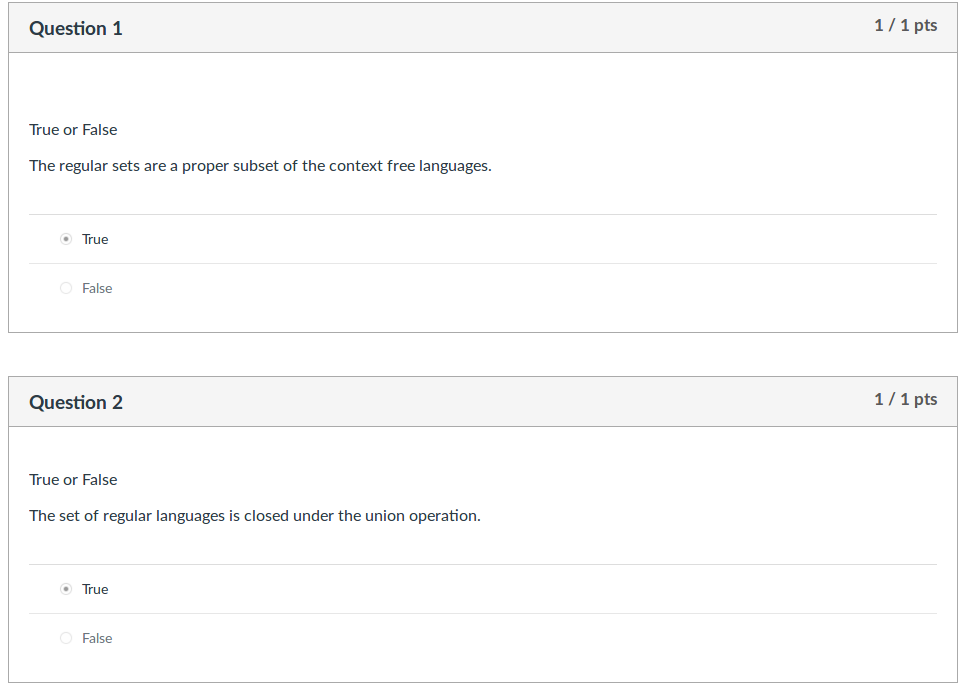 Question 1
1 / 1 pts
True or False
The regular sets are a proper subset of the context free languages.
True
False
Question 2
1 / 1 pts
True or False
The set of regular languages is closed under the union operation.
True
False